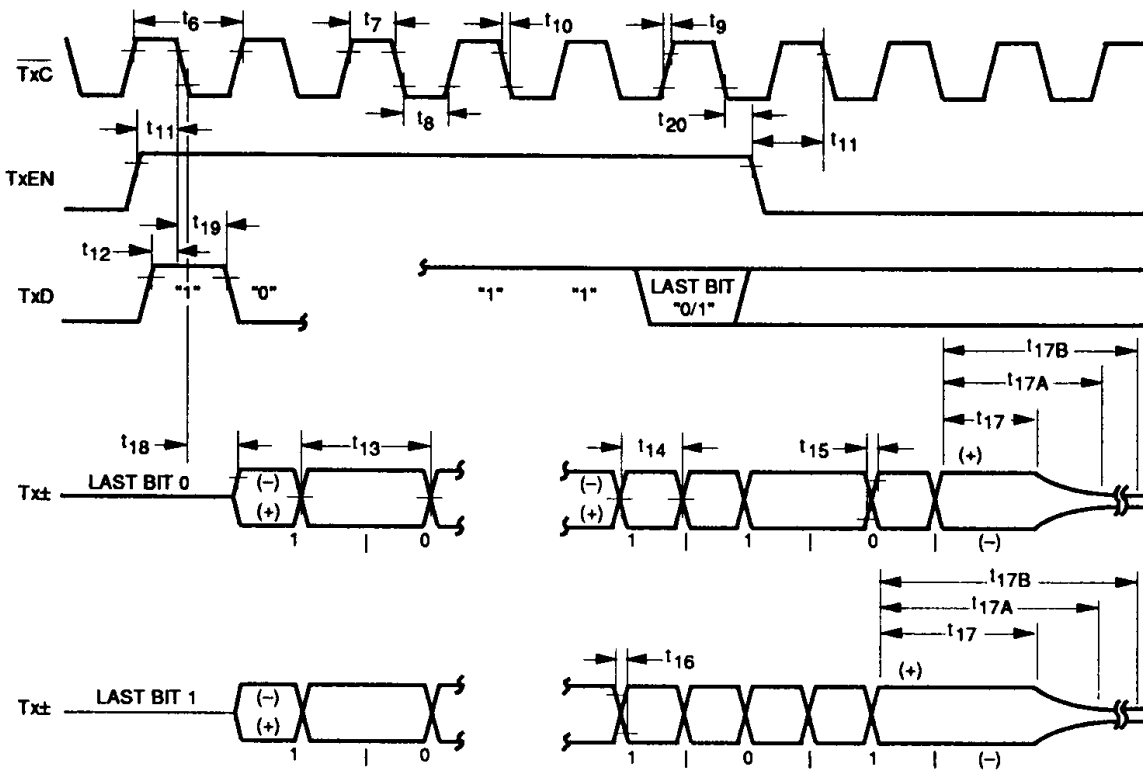 t6 t7 t10 t9
TxC
t11 t8 t20 t11
TxEN
t19
t12
TxD "1" "0" "1" "1" LAST BIT "0/1"
t17B
t17A
t18 t13 t14 t15 t17
(+)
Tx± LAST BIT 0 (–) (–)
(+) (+)
1 | 0 1 | 1 | 0 | (–)
t17B
t17A
t16 t17
(+)
Tx± LAST BIT 1 (–)
(+)
1 | 0 1 | 0 | 1 | (–)